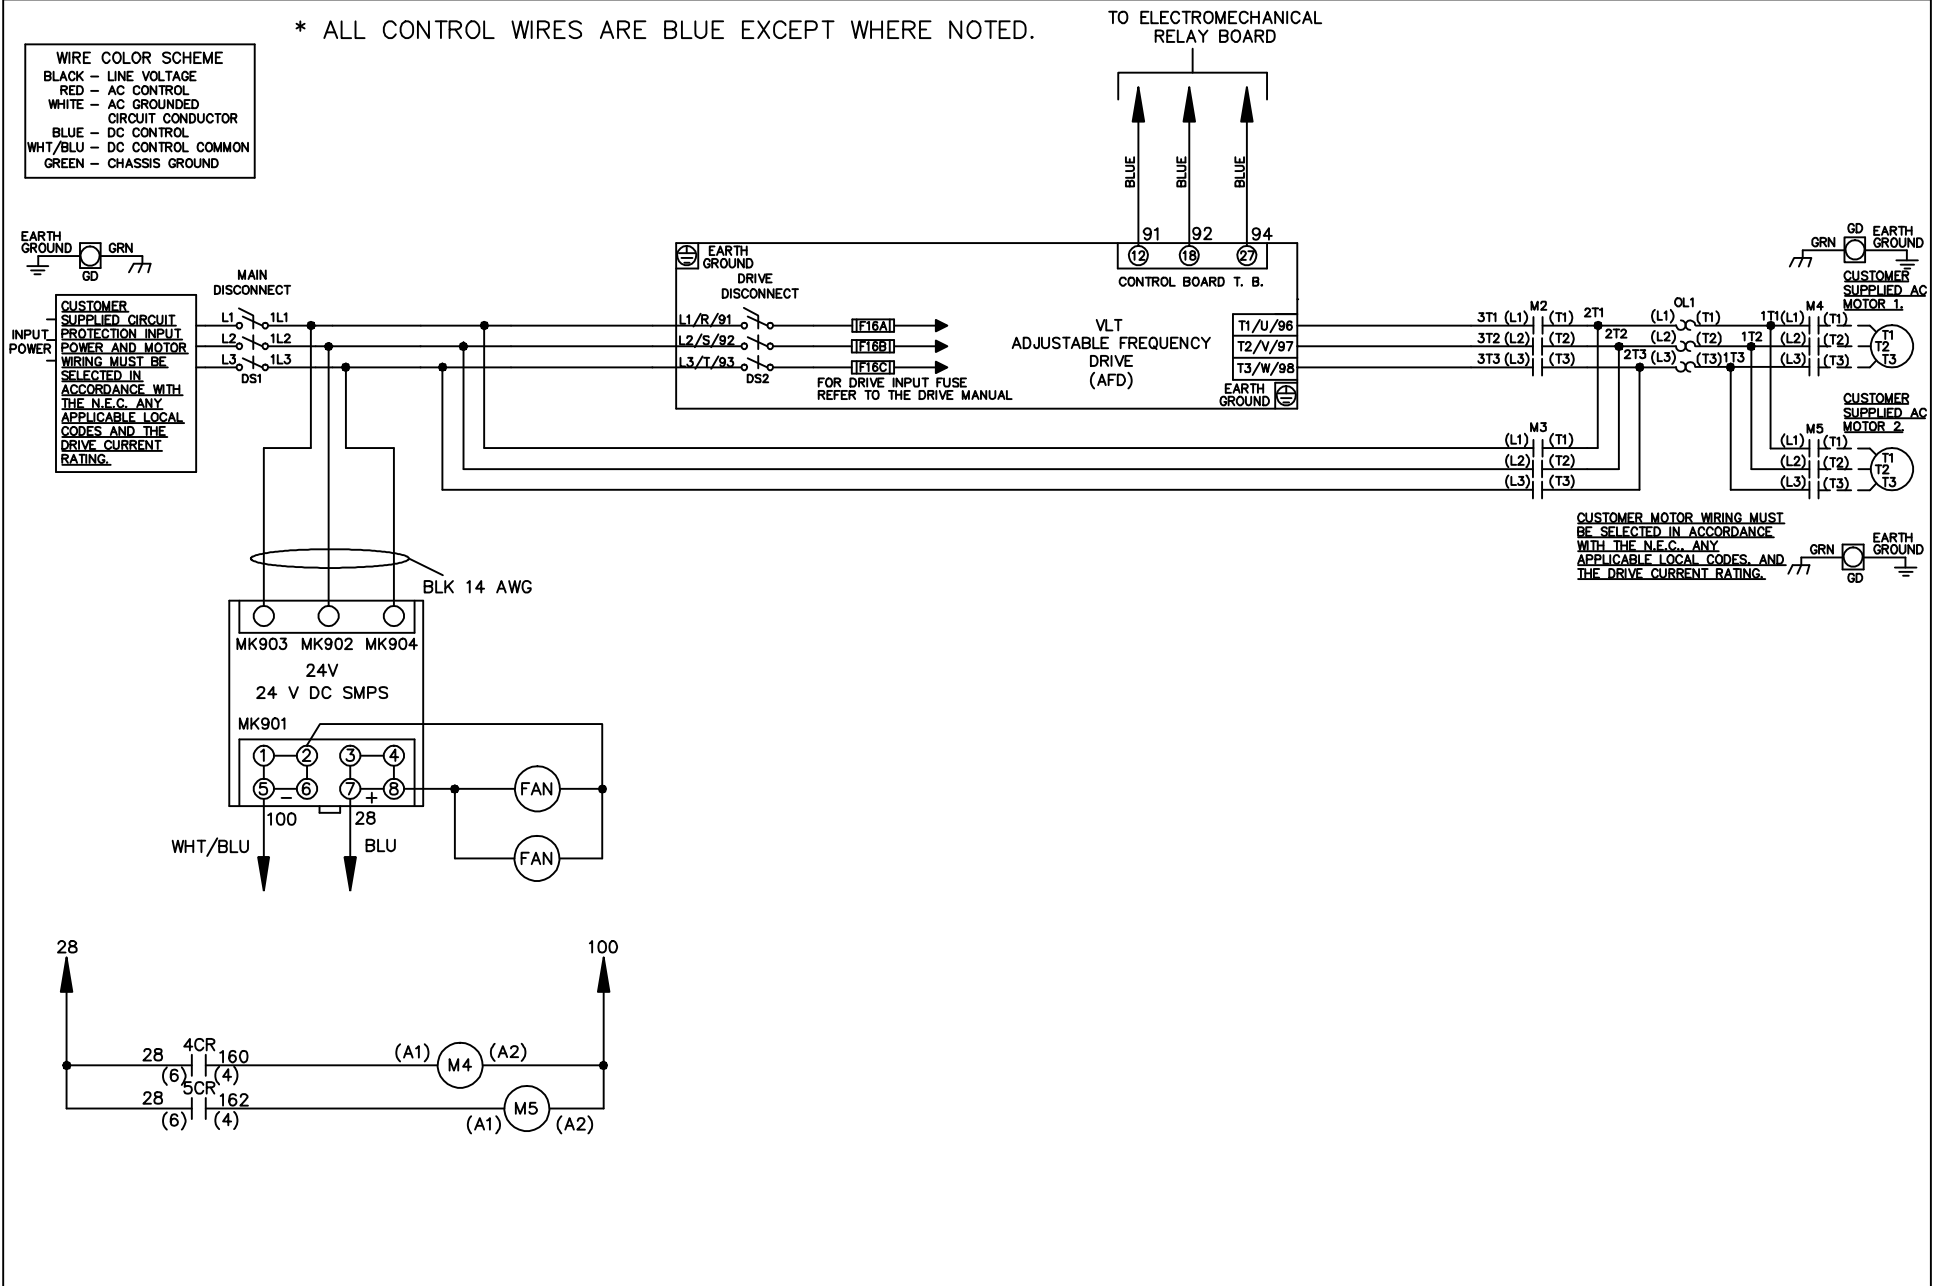 * ALL CONTROL WIRES ARE BLUE EXCEPT WHERE NOTED.
WIRE COLOR SCHEME
BLACK – LINE VOLTAGE
RED – AC CONTROL
WHITE – AC GROUNDED
CIRCUIT CONDUCTOR
BLUE – DC CONTROL
WHT/BLU – DC CONTROL COMMON
GREEN – CHASSIS GROUND
TO ELECTROMECHANICAL
RELAY BOARD
BLUE
BLUE
BLUE
91 92 94
12 18 27
CONTROL BOARD T. B.
EARTH
GROUND
GRN
GD
MAIN
DISCONNECT
INPUT
POWER
CUSTOMER
SUPPLIED CIRCUIT
PROTECTION INPUT
POWER AND MOTOR
WIRING MUST BE
SELECTED IN
ACCORDANCE WITH
THE N.E.C. ANY
APPLICABLE LOCAL
CODES AND THE
DRIVE CURRENT
RATING.
L1 1L1
L2 1L2
L3 1L3
DS1
EARTH
GROUND
DRIVE
DISCONNECT
L1/R/91
L2/S/92
L3/T/93
DS2
F16A
F16B
F16C
FOR DRIVE INPUT FUSE
REFER TO THE DRIVE MANUAL
VLT
ADJUSTABLE FREQUENCY
DRIVE
(AFD)
T1/U/96
T2/V/97
T3/W/98
EARTH
GROUND
M2
3T1 (L1) (T1) 2T1
3T2 (L2) (T2) 2T2
3T3 (L3) (T3) 2T3
OL1
(L1) (T1) 1T1
(L2) (T2) 1T2
(L3) (T3) 1T3
M4
(L1) (T1)
(L2) (T2)
(L3) (T3)
T1
T2
T3
GD
GRN
EARTH
GROUND
CUSTOMER
SUPPLIED AC
MOTOR 1.
M3
(L1) (T1)
(L2) (T2)
(L3) (T3)
CUSTOMER
SUPPLIED AC
MOTOR 2.
M5
(L1) (T1)
(L2) (T2)
(L3) (T3)
T1
T2
T3
CUSTOMER MOTOR WIRING MUST
BE SELECTED IN ACCORDANCE
WITH THE N.E.C., ANY
APPLICABLE LOCAL CODES, AND
THE DRIVE CURRENT RATING.
GRN
GD
EARTH
GROUND
BLK 14 AWG
MK903 MK902 MK904
24V
24 V DC SMPS
MK901
1 2 3 4
5 – 6 7 + 8
100 28
WHT/BLU BLU
FAN
FAN
28 100
28 4CR 160 (A1) M4 (A2)
(6) (4)
28 5CR 162 M5
(6) (4) (A1) (A2)